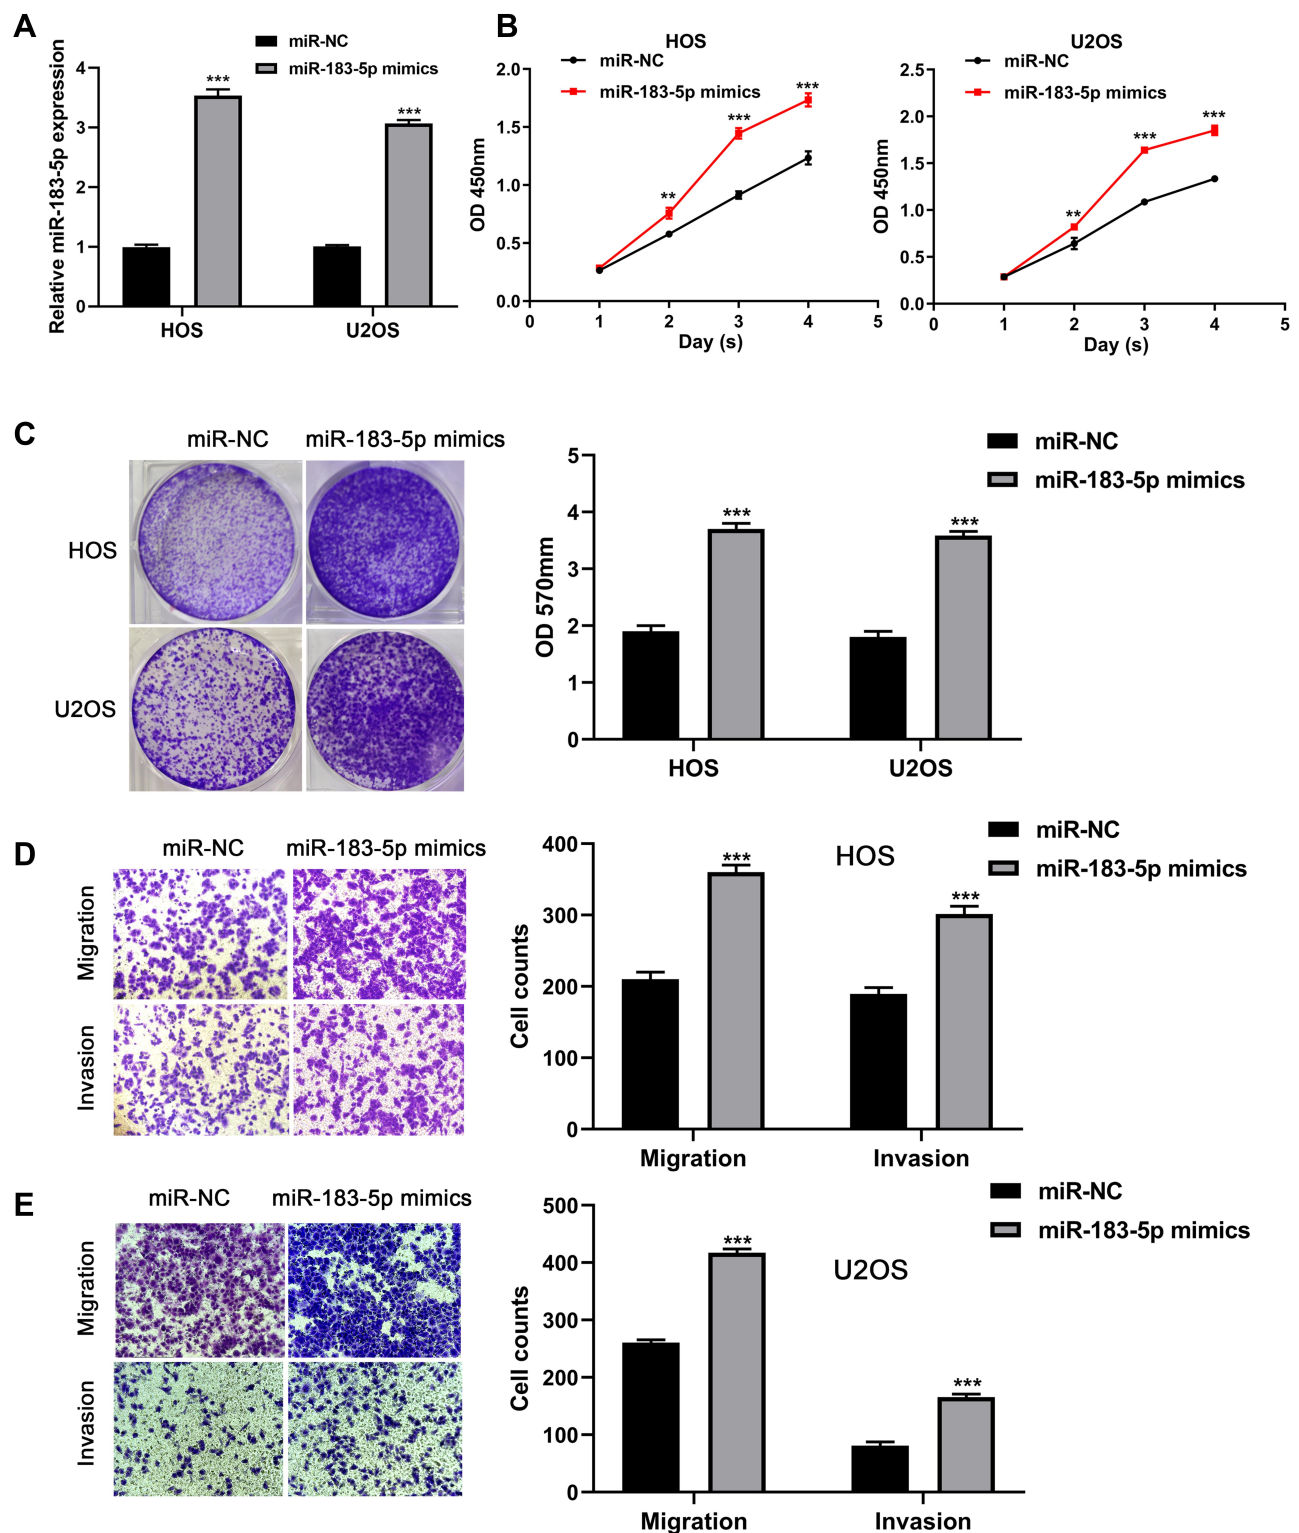 A
miR-NC
miR-183-5p mimics
Relative miR-183-5p expression
4
3
2
1
0
***
***
HOS
U2OS
B
HOS
miR-NC
miR-183-5p mimics
OD 450nm
2.0
1.5
1.0
0.5
0.0
**
***
***
0 1 2 3 4 5
Day (s)
U2OS
miR-NC
miR-183-5p mimics
OD 450nm
2.5
2.0
1.5
1.0
0.5
0.0
**
***
***
0 1 2 3 4 5
Day (s)
C
miR-NC miR-183-5p mimics
HOS
U2OS
miR-NC
miR-183-5p mimics
OD 570mm
5
4
3
2
1
0
***
***
HOS
U2OS
D
miR-NC miR-183-5p mimics
Migration
Invasion
HOS
miR-NC
miR-183-5p mimics
Cell counts
400
300
200
100
0
***
***
Migration
Invasion
E
miR-NC miR-183-5p mimics
Migration
Invasion
U2OS
miR-NC
miR-183-5p mimics
Cell counts
500
400
300
200
100
0
***
***
Migration
Invasion